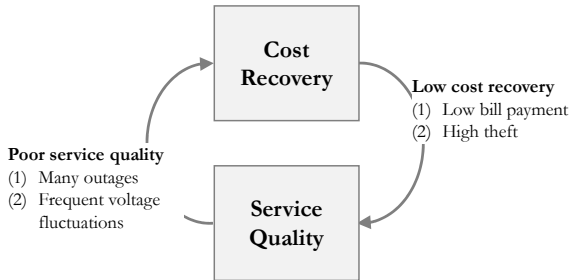 Cost
Recovery
Low cost recovery
(1) Low bill payment
(2) High theft
Poor service quality
(1) Many outages
(2) Frequent voltage
fluctuations
Service
Quality